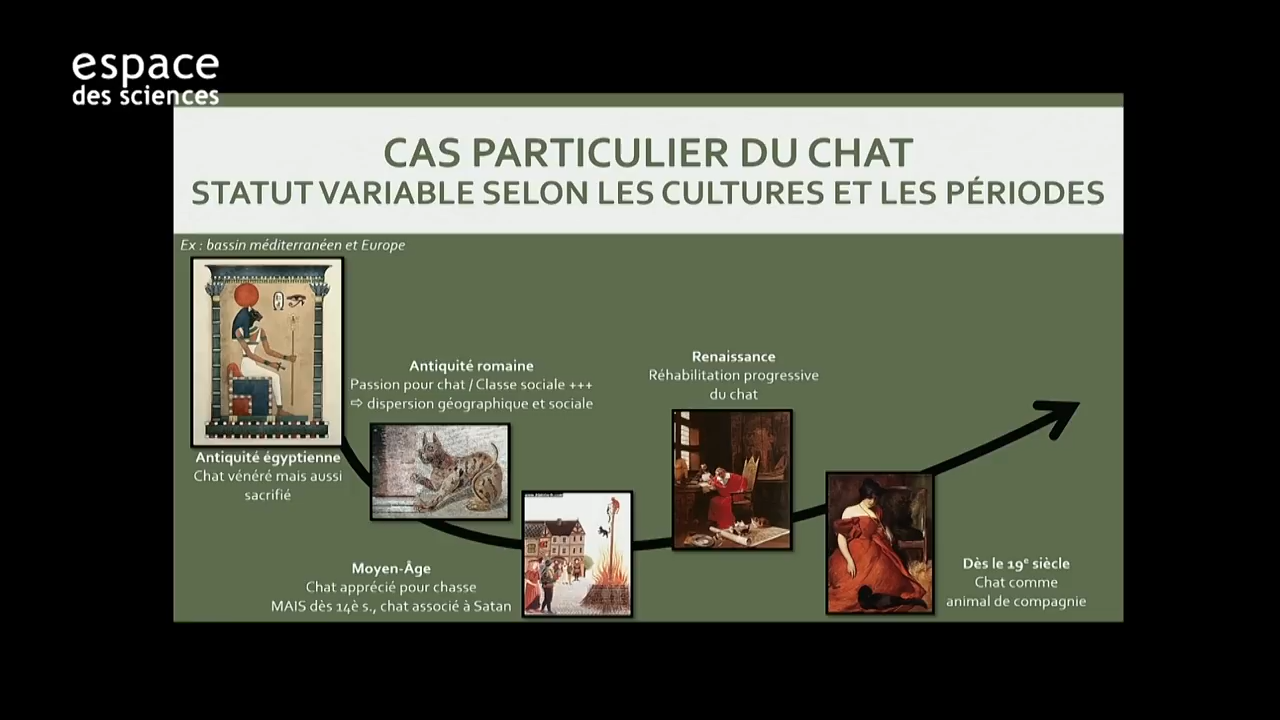 espace
des sciences
CAS PARTICULIER DU CHAT
STATUT VARIABLE SELON LES CULTURES ET LES PÉRIODES
Ex : bassin méditerranéen et Europe
Antiquité égyptienne
Chat vénéré mais aussi
sacrifié
Antiquité romaine
Passion pour chat / Classe sociale +++
⇨ dispersion géographique et sociale
Moyen-Âge
Chat apprécié pour chasse
MAIS dès 14è s., chat associé à Satan
Renaissance
Réhabilitation progressive
du chat
Dès le 19e siècle
Chat comme
animal de compagnie